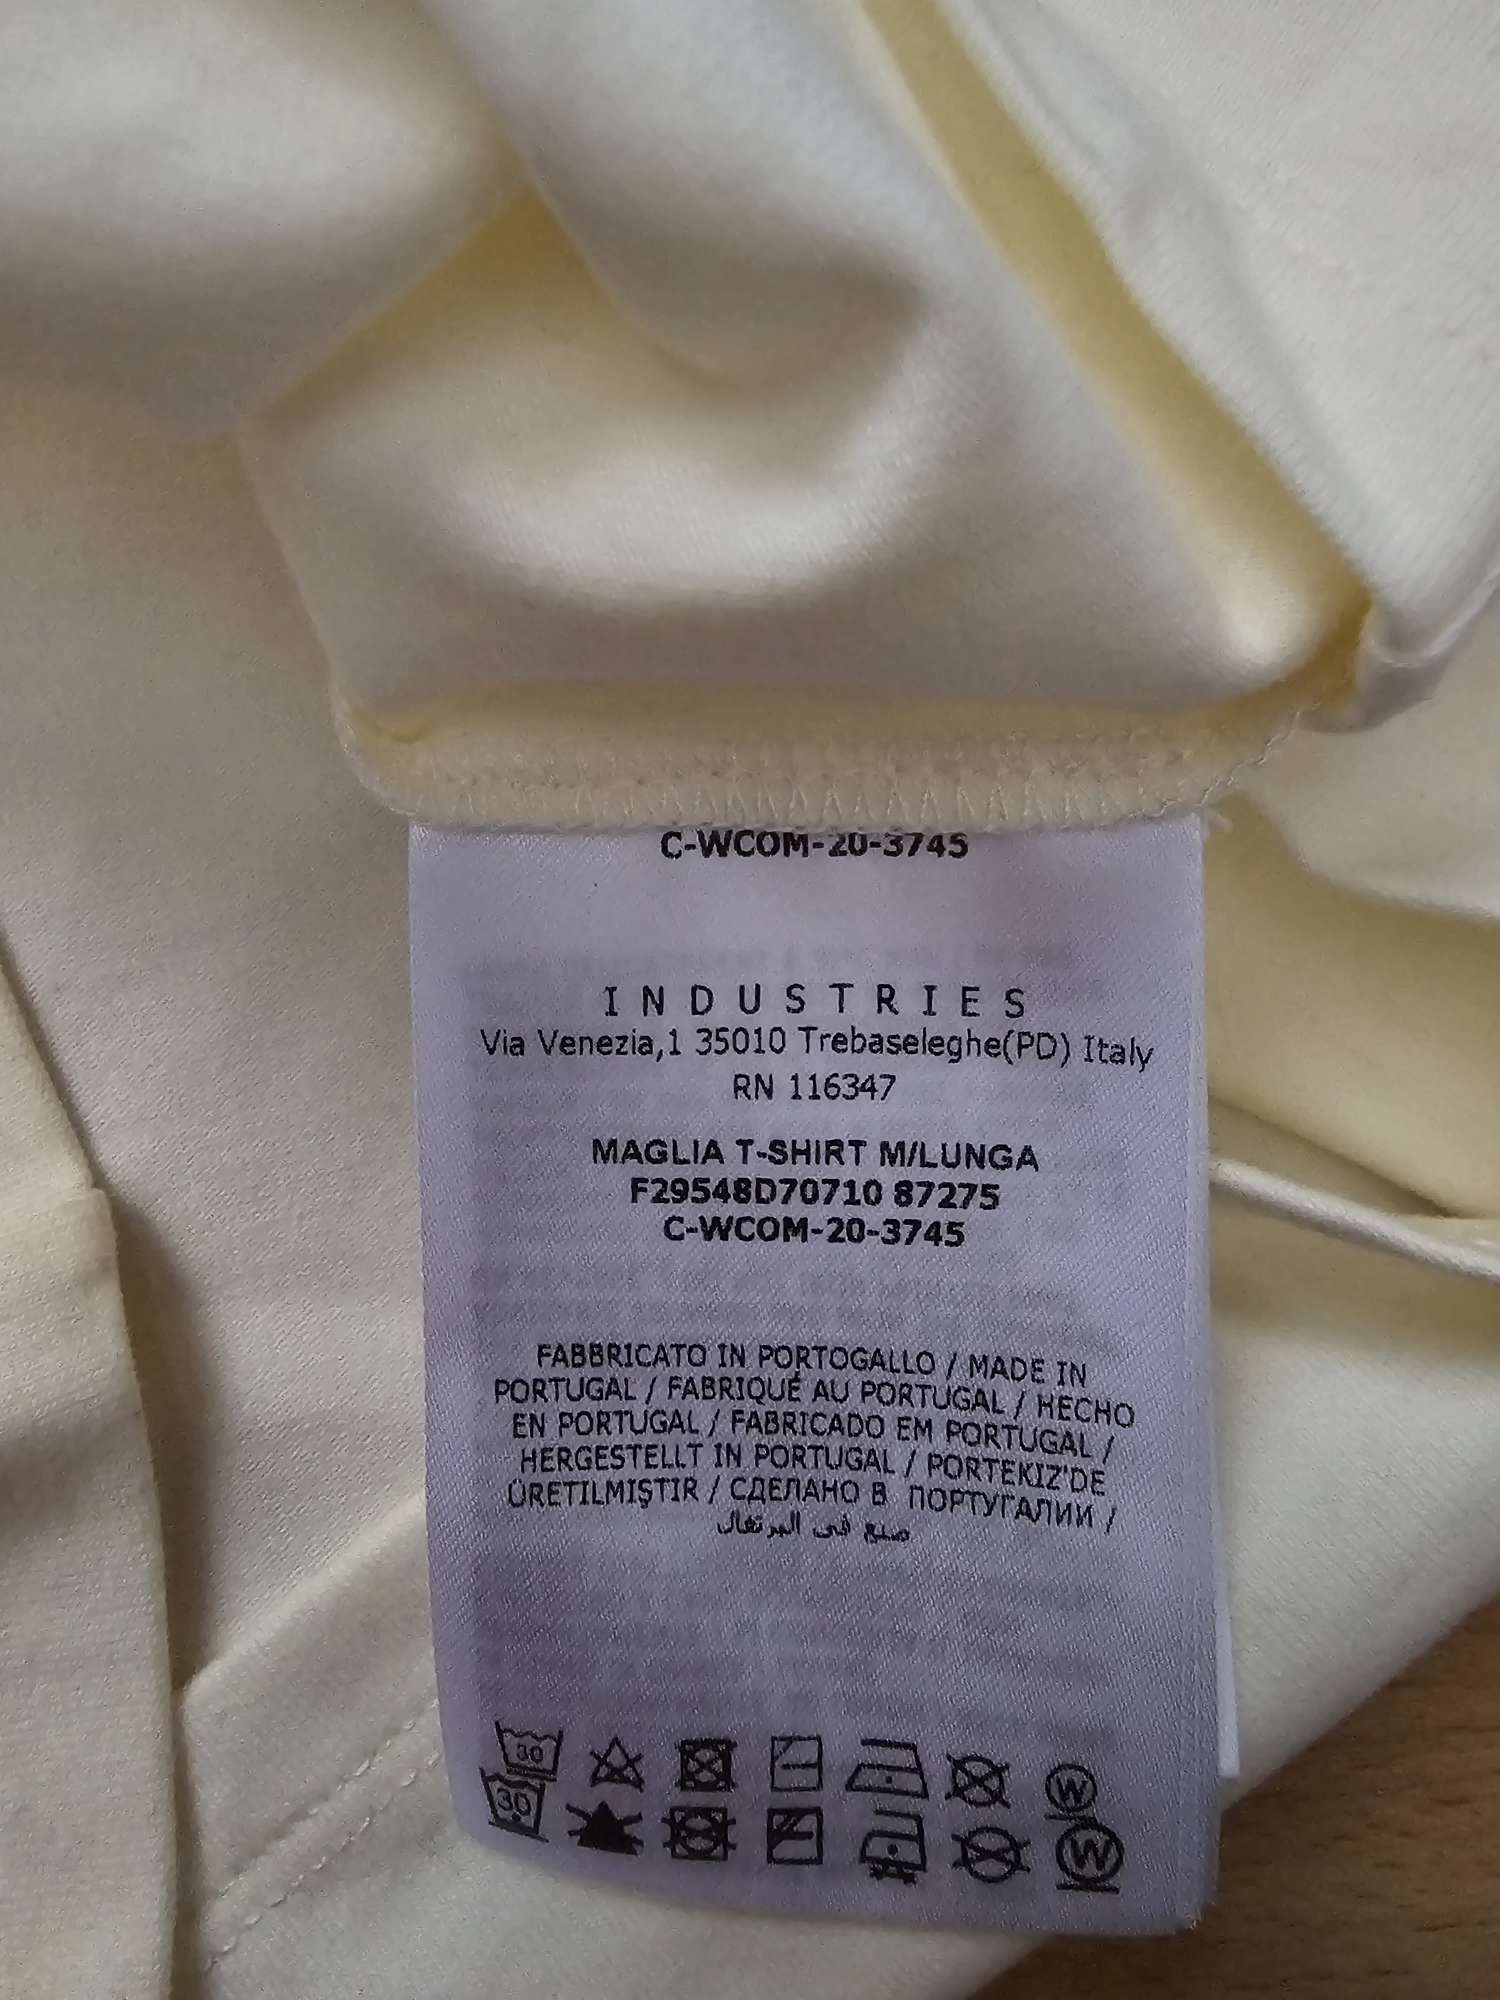 C-WCOM-20-3745
INDUSTRIES
Via Venezia,1 35010 Trebaseleghe(PD) Italy
RN 116347
MAGLIA T-SHIRT M/LUNGA
F29548D70710 87275
C-WCOM-20-3745
FABBRICATO IN PORTOGALLO / MADE IN
PORTUGAL / FABRIQUÉ AU PORTUGAL / HECHO
EN PORTUGAL / FABRICADO EM PORTUGAL /
HERGESTELLT IN PORTUGAL / PORTEKIZ'DE
ÜRETILMIŞTIR / СДЕЛАНО В ПОРТУГАЛИИ /
صنع في البرتغال
30 W
30 W